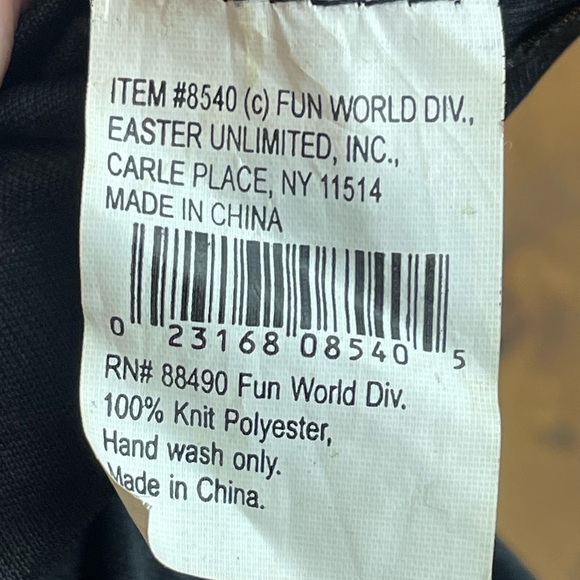 ITEM #8540 (c) FUN WORLD DIV.,
EASTER UNLIMITED, INC.,
CARLE PLACE, NY 11514
MADE IN CHINA
0 23168 08540 5
RN# 88490 Fun World Div.
100% Knit Polyester,
Hand wash only.
Made in China.